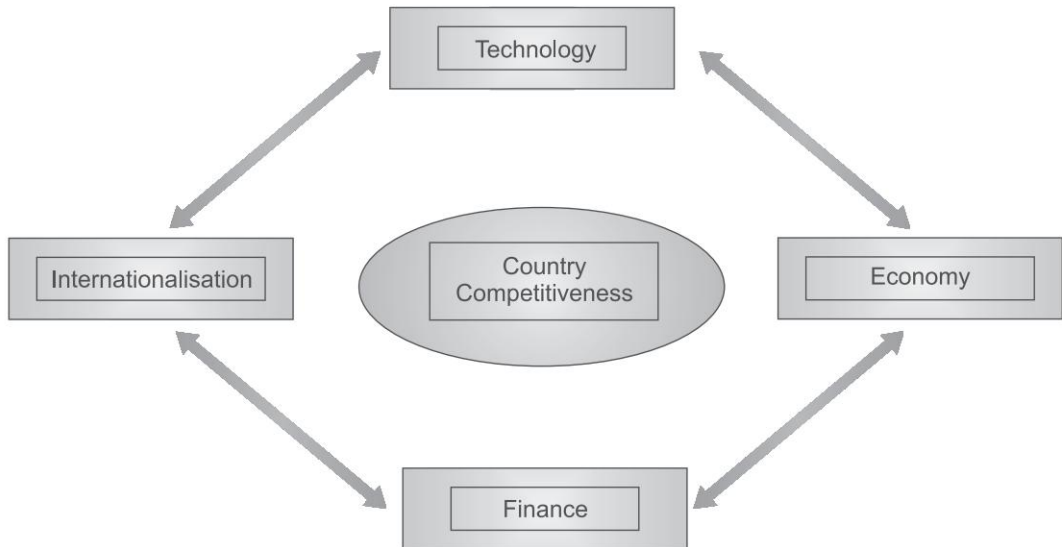 Technology
Internationalisation
Country
Competitiveness
Economy
Finance